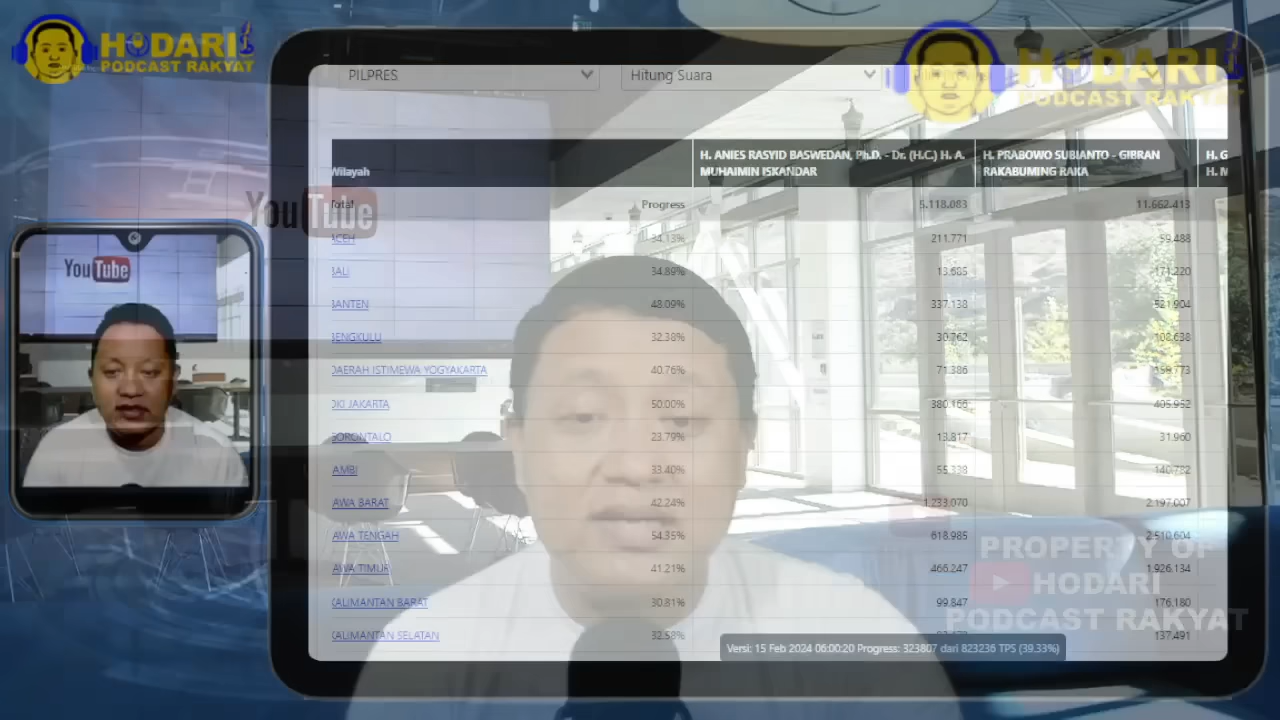 HODARI
PODCAST RAKYAT
HODARI
PODCAST RAKYAT
PILPRES
Hitung Suara
Wilayah
H. ANIES RASYID BASWEDAN, Ph.D. - Dr. (H.C.) H. A. MUHAIMIN ISKANDAR
H. PRABOWO SUBIANTO - GIBRAN RAKABUMING RAKA
H. G
H. M
YouTube
Total Progress 5.118.083 11.662.413
ACEH 34.13% 211.771 59.488
BALI 34.89% 13.685 171.220
BANTEN 48.09% 337.138 521.904
BENGKULU 32.38% 30.762 108.638
DAERAH ISTIMEWA YOGYAKARTA 40.76% 71.386
DKI JAKARTA 50.00% 380.166 405.952
GORONTALO 23.79% 13.817 31.960
JAMBI 33.40% 55.338 140.782
JAWA BARAT 42.24% 1.233.070 2.197.007
JAWA TENGAH 54.35% 618.985 2.510.604
JAWA TIMUR 41.21% 466.247 1.926.134
KALIMANTAN BARAT 30.81% 99.847 176.180
KALIMANTAN SELATAN 32.58% 137.491
Versi: 15 Feb 2024 06:00:20 Progress: 323807 dari 823236 TPS (39.33%)
YouTube
PROPERTY OF
HODARI
PODCAST RAKYAT